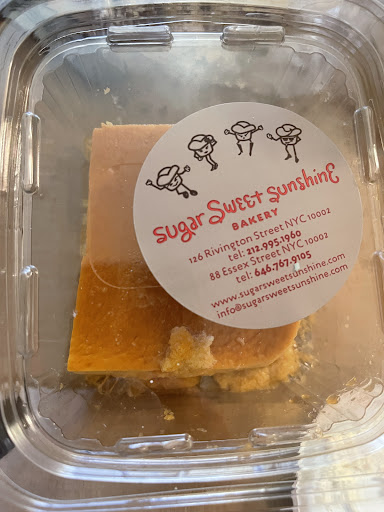 Sugar Sweet Sunshine
BAKERY
126 Rivington Street NYC 10002
tel: 212.995.1960
88 Essex Street NYC 10002
tel: 646.767.9105
www.sugarsweetsunshine.com
info@sugarsweetsunshine.com